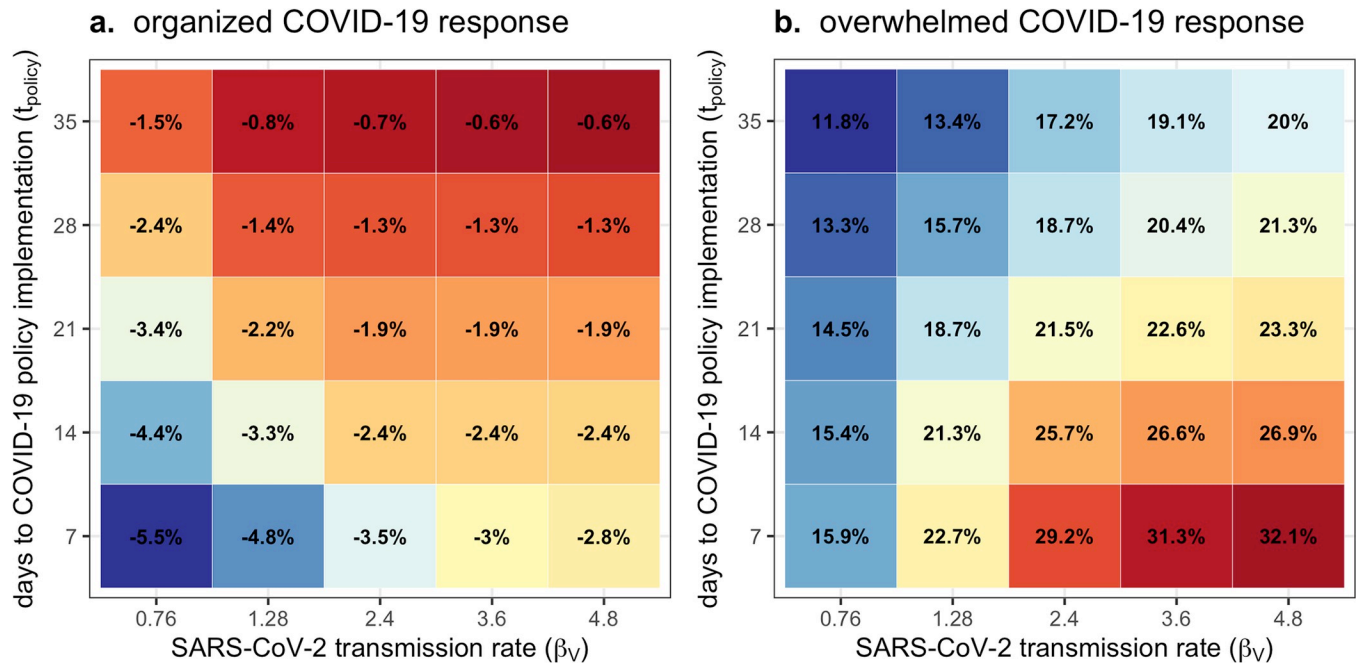 a. organized COVID-19 response
days to COVID-19 policy implementation (tpolicy)
35 -1.5% -0.8% -0.7% -0.6% -0.6%
28 -2.4% -1.4% -1.3% -1.3% -1.3%
21 -3.4% -2.2% -1.9% -1.9% -1.9%
14 -4.4% -3.3% -2.4% -2.4% -2.4%
7 -5.5% -4.8% -3.5% -3% -2.8%
0.76 1.28 2.4 3.6 4.8
SARS-CoV-2 transmission rate (βV)
b. overwhelmed COVID-19 response
days to COVID-19 policy implementation (tpolicy)
35 11.8% 13.4% 17.2% 19.1% 20%
28 13.3% 15.7% 18.7% 20.4% 21.3%
21 14.5% 18.7% 21.5% 22.6% 23.3%
14 15.4% 21.3% 25.7% 26.6% 26.9%
7 15.9% 22.7% 29.2% 31.3% 32.1%
0.76 1.28 2.4 3.6 4.8
SARS-CoV-2 transmission rate (βV)